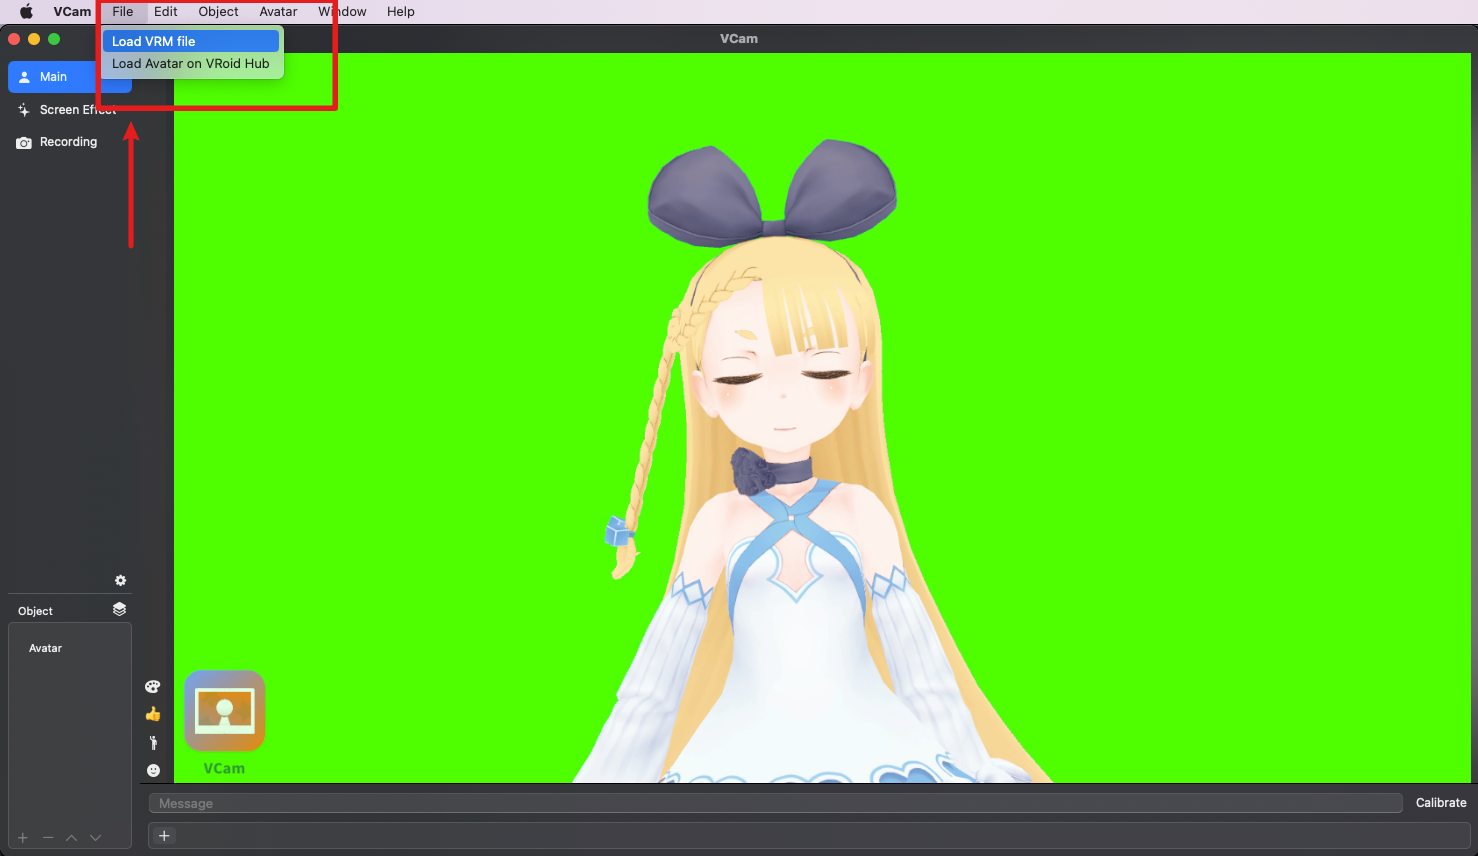 VCam File Edit Object Avatar Window Help
VCam
Load VRM file
Load Avatar on VRoid Hub
Main
Screen Effect
Recording
Object
Avatar
VCam
Message
Calibrate